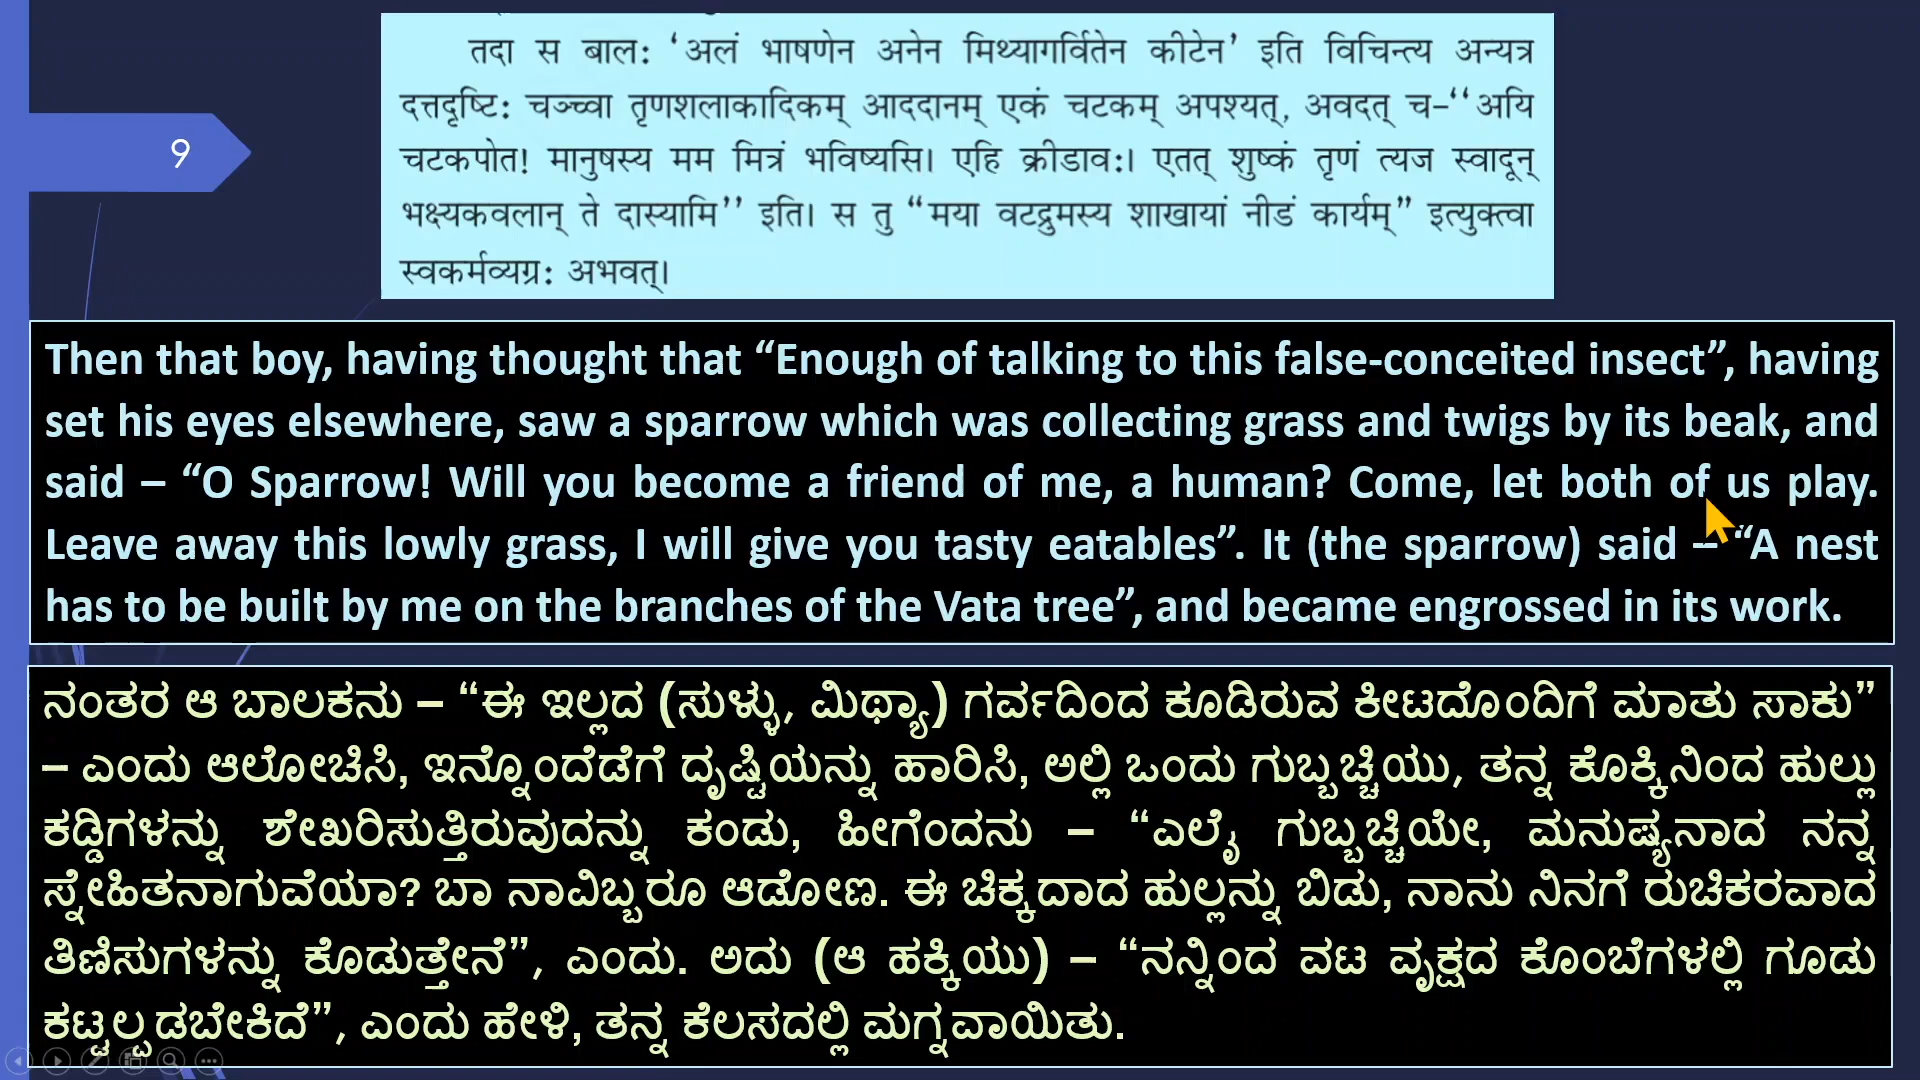 तदा स बालः ‘अलं भाषणेन अनेन मिथ्यागर्वितेन कीटेन’ इति विचिन्त्य अन्यत्र
दत्तदृष्टिः चञ्च्वा तृणशलाकादिकम् आददानम् एकं चटकम् अपश्यत्, अवदत् च-‘‘अयि
चटकपोत! मानुषस्य मम मित्रं भविष्यसि। एहि क्रीडावः। एतत् शुष्कं तृणं त्यज स्वादून्
भक्ष्यकवलान् ते दास्यामि’’ इति। स तु “मया वटद्रुमस्य शाखायां नीडं कार्यम्” इत्युक्त्वा
स्वकर्मव्यग्रः अभवत्।
9
Then that boy, having thought that “Enough of talking to this false-conceited insect”, having
set his eyes elsewhere, saw a sparrow which was collecting grass and twigs by its beak, and
said – “O Sparrow! Will you become a friend of me, a human? Come, let both of us play.
Leave away this lowly grass, I will give you tasty eatables”. It (the sparrow) said – “A nest
has to be built by me on the branches of the Vata tree”, and became engrossed in its work.
ನಂತರ ಆ ಬಾಲಕನು – “ಈ ಇಲ್ಲದ (ಸುಳ್ಳು, ಮಿಥ್ಯಾ) ಗರ್ವದಿಂದ ಕೂಡಿರುವ ಕೀಟದೊಂದಿಗೆ ಮಾತು ಸಾಕು”
– ಎಂದು ಆಲೋಚಿಸಿ, ಇನ್ನೊಂದೆಡೆಗೆ ದೃಷ್ಟಿಯನ್ನು ಹಾರಿಸಿ, ಅಲ್ಲಿ ಒಂದು ಗುಬ್ಬಚ್ಚಿಯು, ತನ್ನ ಕೊಕ್ಕಿನಿಂದ ಹುಲ್ಲು
ಕಡ್ಡಿಗಳನ್ನು ಶೇಖರಿಸುತ್ತಿರುವುದನ್ನು ಕಂಡು, ಹೀಗೆಂದನು – “ಎಲೈ ಗುಬ್ಬಚ್ಚಿಯೇ, ಮನುಷ್ಯನಾದ ನನ್ನ
ಸ್ನೇಹಿತನಾಗುವೆಯಾ? ಬಾ ನಾವಿಬ್ಬರೂ ಆಡೋಣ. ಈ ಚಿಕ್ಕದಾದ ಹುಲ್ಲನ್ನು ಬಿಡು, ನಾನು ನಿನಗೆ ರುಚಿಕರವಾದ
ತಿಣಿಸುಗಳನ್ನು ಕೊಡುತ್ತೇನೆ”, ಎಂದು. ಅದು (ಆ ಹಕ್ಕಿಯು) – “ನನ್ನಿಂದ ವಟ ವೃಕ್ಷದ ಕೊಂಬೆಗಳಲ್ಲಿ ಗೂಡು
ಕಟ್ಟಲ್ಪಡಬೇಕಿದೆ”, ಎಂದು ಹೇಳಿ, ತನ್ನ ಕೆಲಸದಲ್ಲಿ ಮಗ್ನವಾಯಿತು.